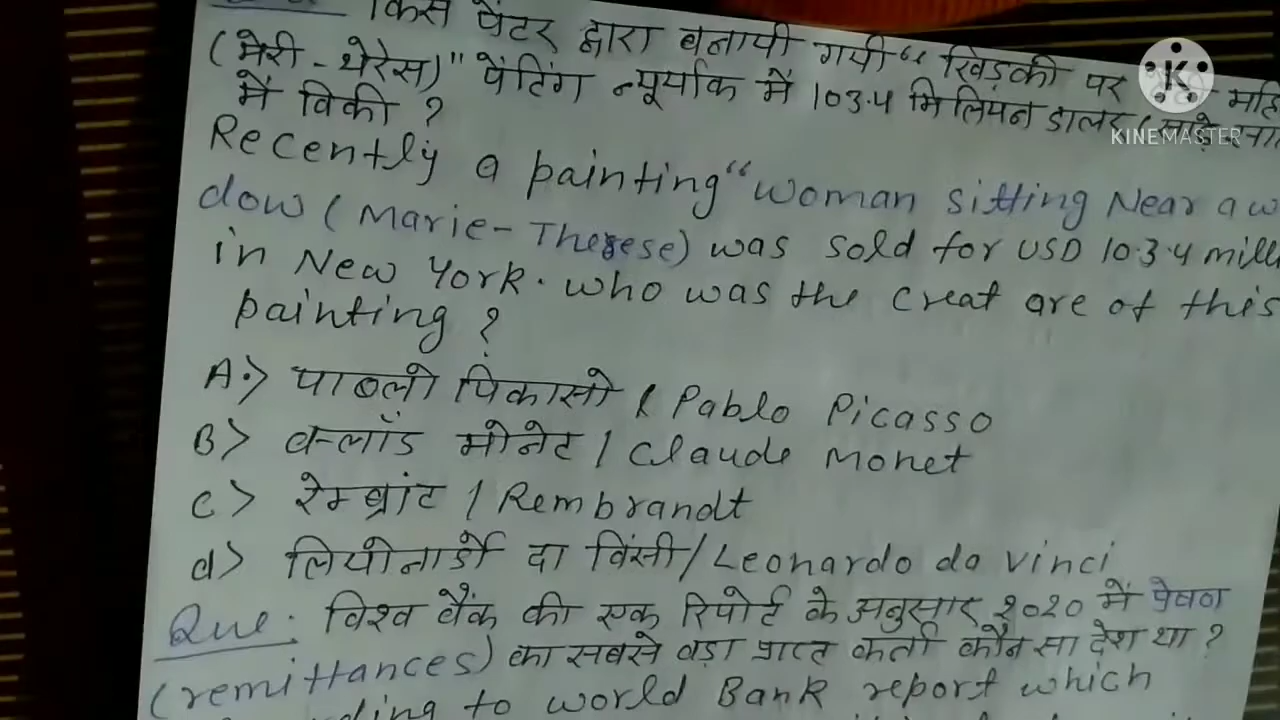 किस पेंटर द्वारा बनायी गयी “ खिड़की पर
(मेरी - थेरेस)" पेंटिंग न्यूर्याक में 103.4 मिलियन डालर
में विकी ?
Recently a painting “woman sitting Near a w
dow (Marie-Therese) was sold for USD 103.4 mill
in New York. who was the creat are of this
painting ?
A.> पाब्लो पिकासो / Pablo Picasso
B> क्लॉड मोनेट / Claude Monet
C> रेम्ब्रांट / Rembrandt
d> लियोनार्डो दा विंसी/Leonardo da vinci
Que: विश्व बैंक की एक रिपोर्ट के अनुसार 2020 में प्रेषण
(remittances) का सबसे बड़ा प्राप्त कर्ता कौन सा देश था ?
ding to world Bank report which
KINEMASTER